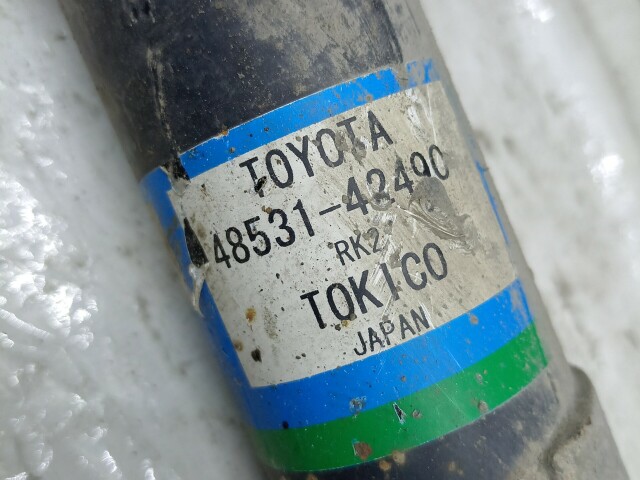 TOYOTA
48531-42490
RK2
TOKICO
JAPAN